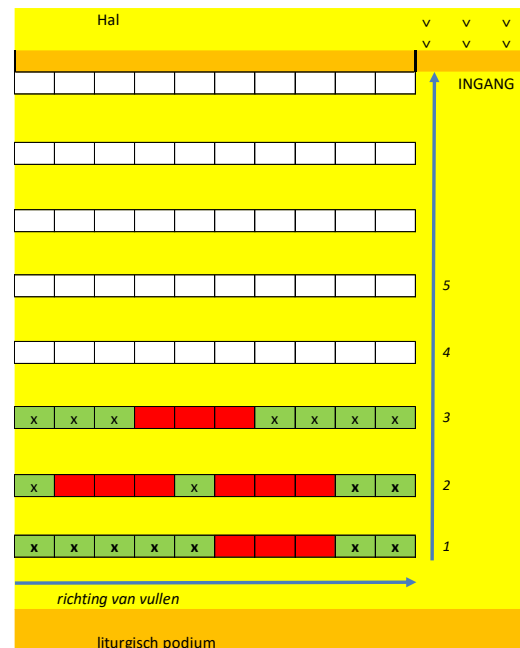 Hal
v v v
v v v
INGANG
5
4
x x x x x x x 3
x x x x 2
x x x x x x x 1
richting van vullen
liturgisch podium